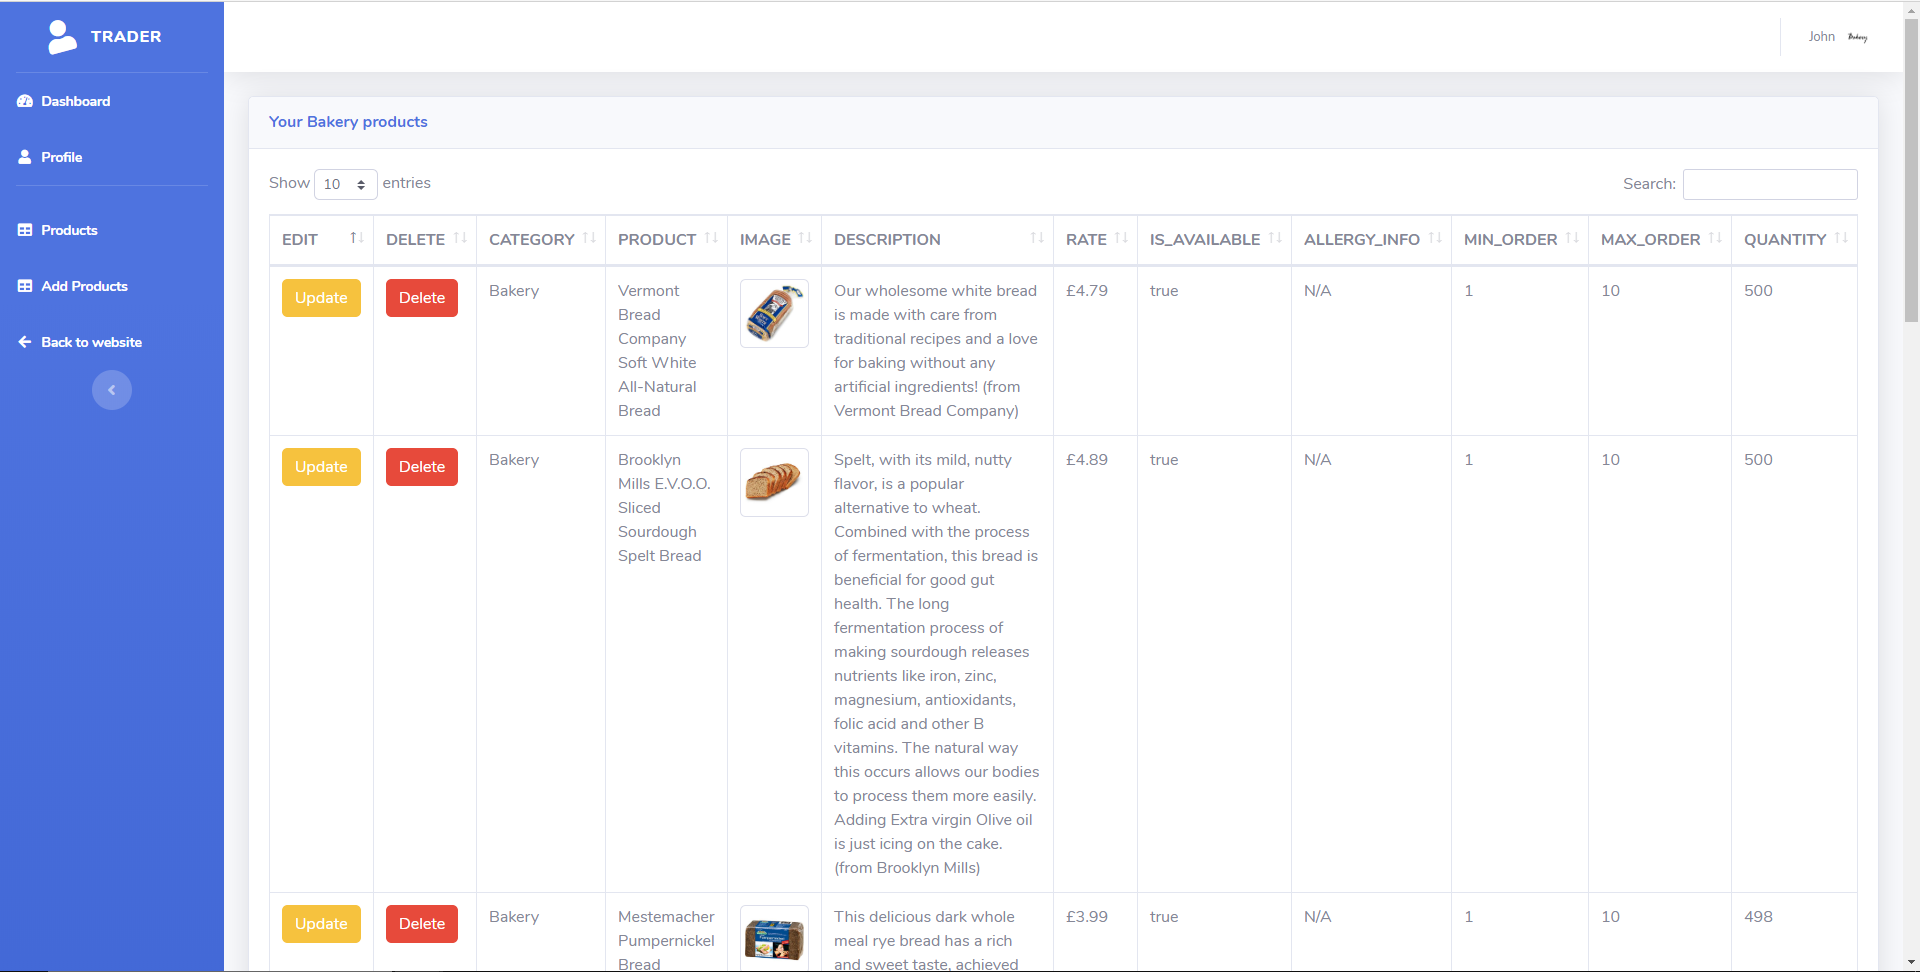 TRADER
John Bakery
Dashboard
Profile
Products
Add Products
Back to website
Your Bakery products
Show 10 entries
Search:
EDIT DELETE CATEGORY PRODUCT IMAGE DESCRIPTION RATE IS_AVAILABLE ALLERGY_INFO MIN_ORDER MAX_ORDER QUANTITY
Update
Delete
Bakery
Vermont
Bread
Company
Soft White
All-Natural
Bread
Our wholesome white bread
is made with care from
traditional recipes and a love
for baking without any
artificial ingredients! (from
Vermont Bread Company)
£4.79
true
N/A
1
10
500
Update
Delete
Bakery
Brooklyn
Mills E.V.O.O.
Sliced
Sourdough
Spelt Bread
Spelt, with its mild, nutty
flavor, is a popular
alternative to wheat.
Combined with the process
of fermentation, this bread is
beneficial for good gut
health. The long
fermentation process of
making sourdough releases
nutrients like iron, zinc,
magnesium, antioxidants,
folic acid and other B
vitamins. The natural way
this occurs allows our bodies
to process them more easily.
Adding Extra virgin Olive oil
is just icing on the cake.
(from Brooklyn Mills)
£4.89
true
N/A
1
10
500
Update
Delete
Bakery
Mestemacher
Pumpernickel
Bread
This delicious dark whole
meal rye bread has a rich
and sweet taste, achieved
£3.99
true
N/A
1
10
498